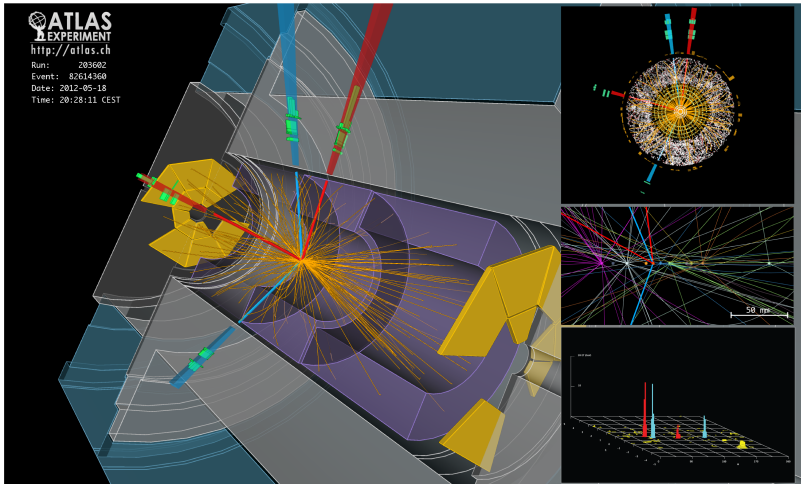 ATLAS
EXPERIMENT
http://atlas.ch
Run: 203602
Event: 82614360
Date: 2012-05-18
Time: 20:28:11 CEST
50 mm